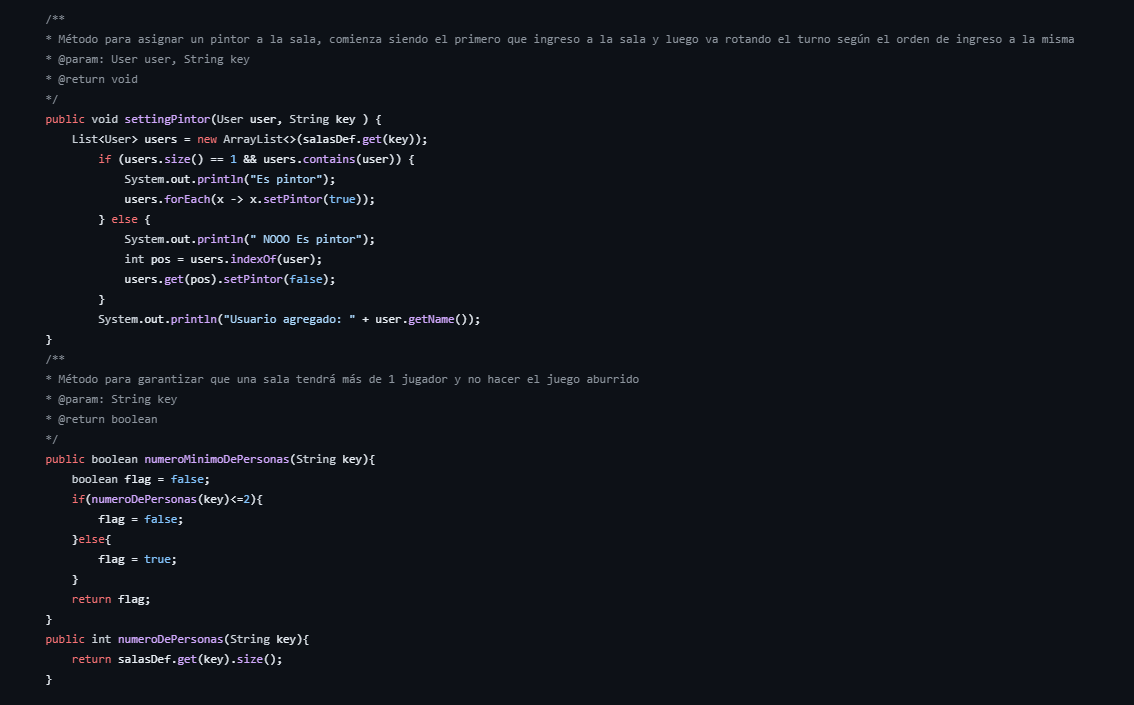 /**
* Método para asignar un pintor a la sala, comienza siendo el primero que ingreso a la sala y luego va rotando el turno según el orden de ingreso a la misma
* @param: User user, String key
* @return void
*/
public void settingPintor(User user, String key ) {
List<User> users = new ArrayList<>(salasDef.get(key));
if (users.size() == 1 && users.contains(user)) {
System.out.println("Es pintor");
users.forEach(x -> x.setPintor(true));
} else {
System.out.println(" NOOO Es pintor");
int pos = users.indexOf(user);
users.get(pos).setPintor(false);
}
System.out.println("Usuario agregado: " + user.getName());
}
/**
* Método para garantizar que una sala tendrá más de 1 jugador y no hacer el juego aburrido
* @param: String key
* @return boolean
*/
public boolean numeroMinimoDePersonas(String key){
boolean flag = false;
if(numeroDePersonas(key)<=2){
flag = false;
}else{
flag = true;
}
return flag;
}
public int numeroDePersonas(String key){
return salasDef.get(key).size();
}